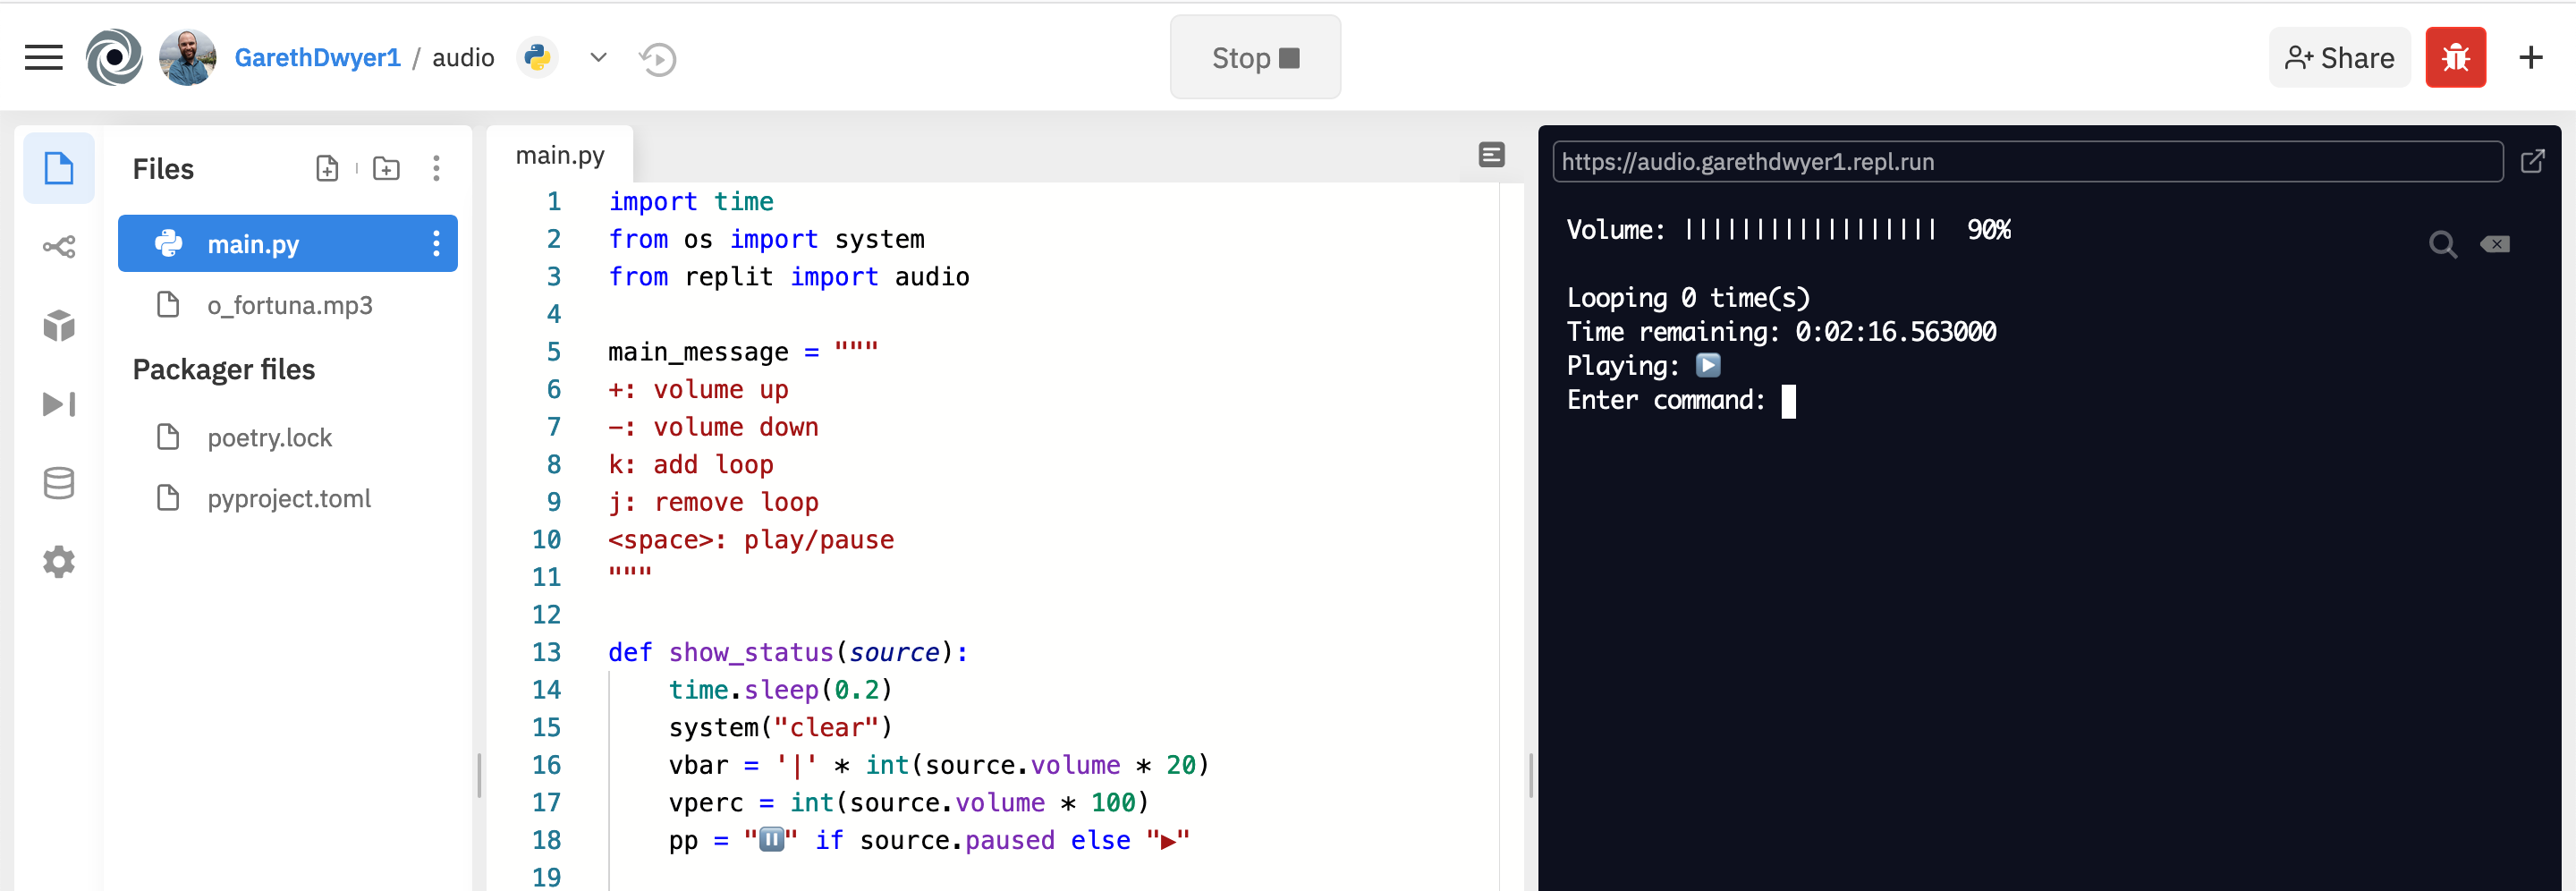 GarethDwyer1 / audio
Stop
Share
Files
main.py
o_fortuna.mp3
Packager files
poetry.lock
pyproject.toml
main.py
1 import time
2 from os import system
3 from replit import audio
4
5 main_message = """
6 +: volume up
7 -: volume down
8 k: add loop
9 j: remove loop
10 <space>: play/pause
11 """
12
13 def show_status(source):
14 time.sleep(0.2)
15 system("clear")
16 vbar = '|' * int(source.volume * 20)
17 vperc = int(source.volume * 100)
18 pp = "⏸️" if source.paused else "▶"
19
https://audio.garethdwyer1.repl.run
Volume: |||||||||||||||||| 90%
Looping 0 time(s)
Time remaining: 0:02:16.563000
Playing: ▶️
Enter command: